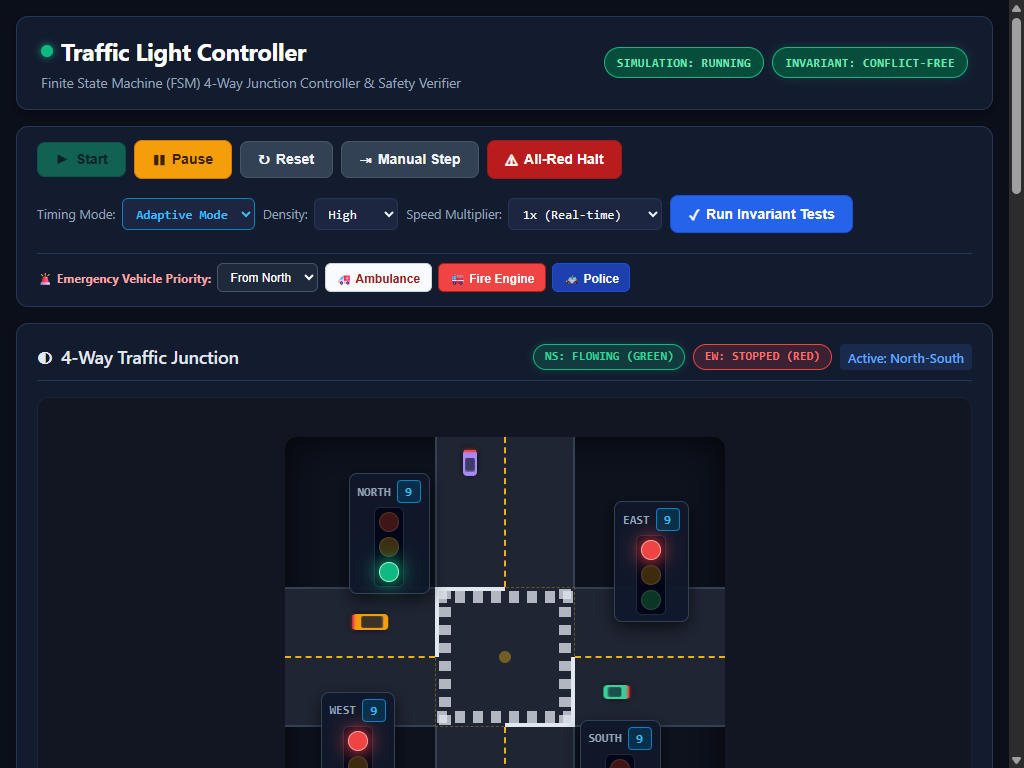 Traffic Light Controller
Finite State Machine (FSM) 4-Way Junction Controller & Safety Verifier
SIMULATION: RUNNING
INVARIANT: CONFLICT-FREE
Start
Pause
Reset
Manual Step
All-Red Halt
Timing Mode: Adaptive Mode
Density: High
Speed Multiplier: 1x (Real-time)
Run Invariant Tests
Emergency Vehicle Priority: From North
Ambulance
Fire Engine
Police
4-Way Traffic Junction
NS: FLOWING (GREEN)
EW: STOPPED (RED)
Active: North-South
NORTH 9
EAST 9
WEST 9
SOUTH 9